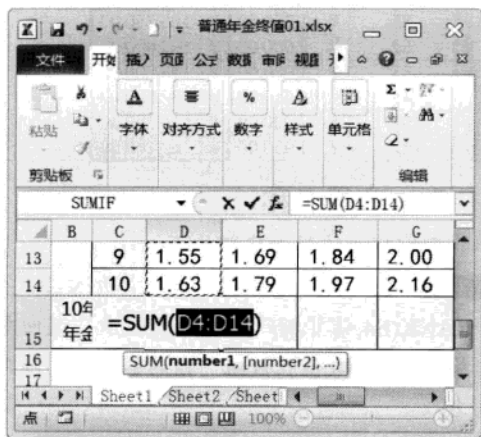 普通年金终值01.xlsx
文件 开始 插入 页面 公式 数据 审阅 视图
粘贴 字体 对齐方式 数字 样式 单元格 Σ
剪贴板 编辑
SUMIF =SUM(D4:D14)
B C D E F G
13 9 1.55 1.69 1.84 2.00
14 10 1.63 1.79 1.97 2.16
15 10年 年金 =SUM(D4:D14)
16 SUM(number1, [number2], ...)
17
Sheet1 Sheet2 Sheet
点 100%